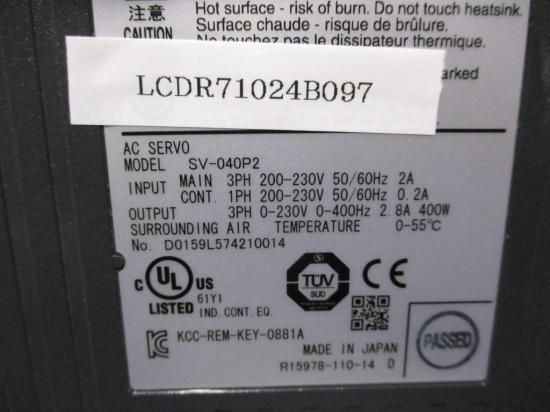 注意
CAUTION
Hot surface - risk of burn. Do not touch heatsink.
Surface chaude - risque de brûlure.
Ne touchez pas le dissipateur thermique.
arked
LCDR71024B097
AC SERVO
MODEL SV-040P2
INPUT MAIN 3PH 200-230V 50/60Hz 2A
CONT. 1PH 200-230V 50/60Hz 0.2A
OUTPUT 3PH 0-230V 0-400Hz 2.8A 400W
SURROUNDING AIR TEMPERATURE 0-55℃
No. D0159L574210014
C UL US
LISTED 61Y1
IND. CONT. EQ.
TÜV
SÜD
CE
KC KCC-REM-KEY-0881A
MADE IN JAPAN
R15978-110-14 D
PASSED